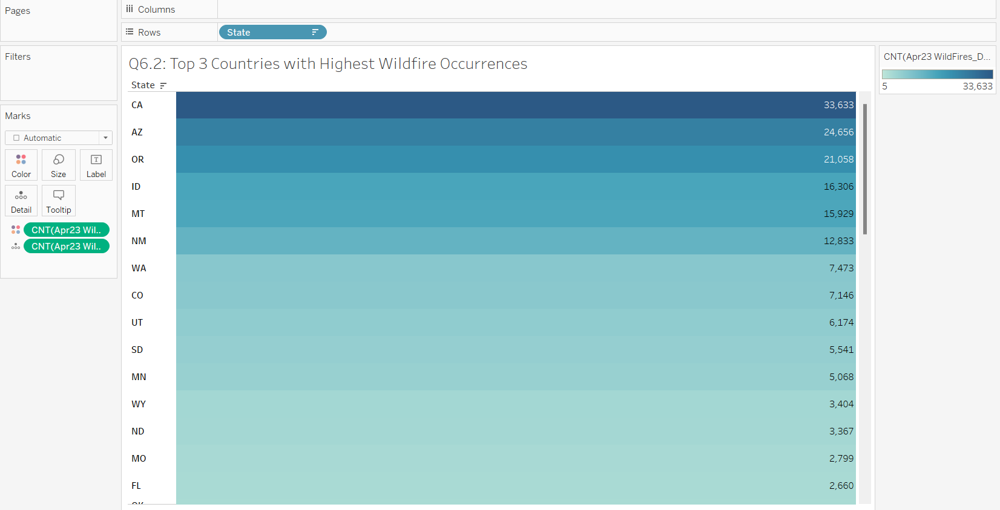 Pages
Columns
Rows
State
Filters
Marks
Automatic
Color
Size
Label
Detail
Tooltip
CNT(Apr23 Wil..
CNT(Apr23 Wil..
Q6.2: Top 3 Countries with Highest Wildfire Occurrences
State
CA 33,633
AZ 24,656
OR 21,058
ID 16,306
MT 15,929
NM 12,833
WA 7,473
CO 7,146
UT 6,174
SD 5,541
MN 5,068
WY 3,404
ND 3,367
MO 2,799
FL 2,660
CNT(Apr23 WildFires_D...
5 33,633